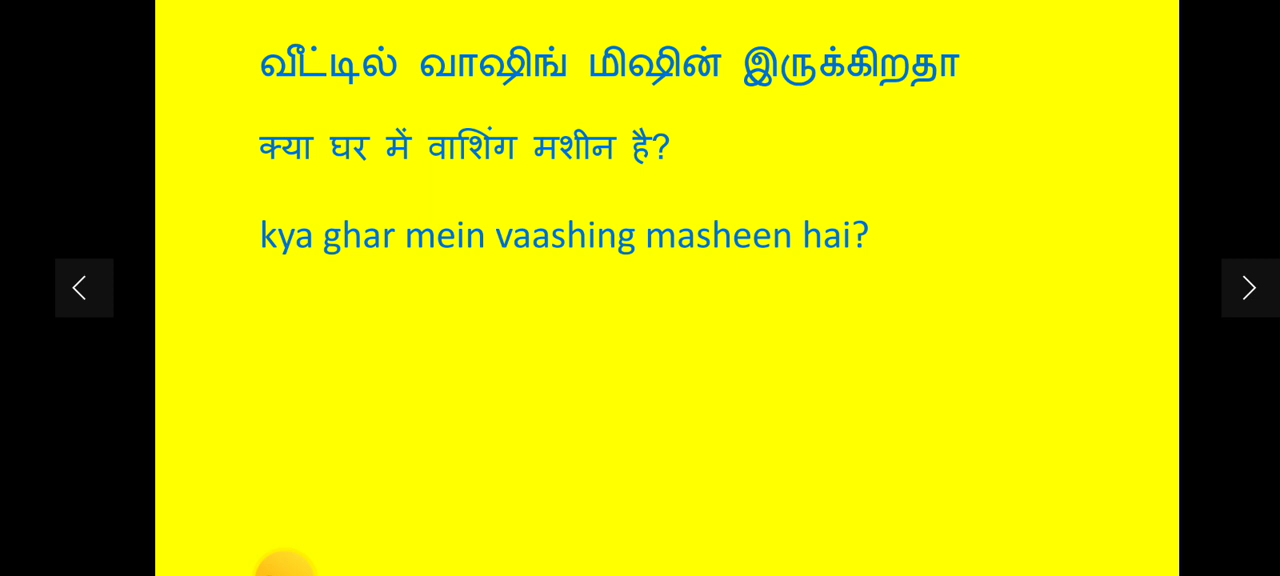 வீட்டில் வாஷிங் மிஷின் இருக்கிறதா
क्या घर में वाशिंग मशीन है?
kya ghar mein vaashing masheen hai?